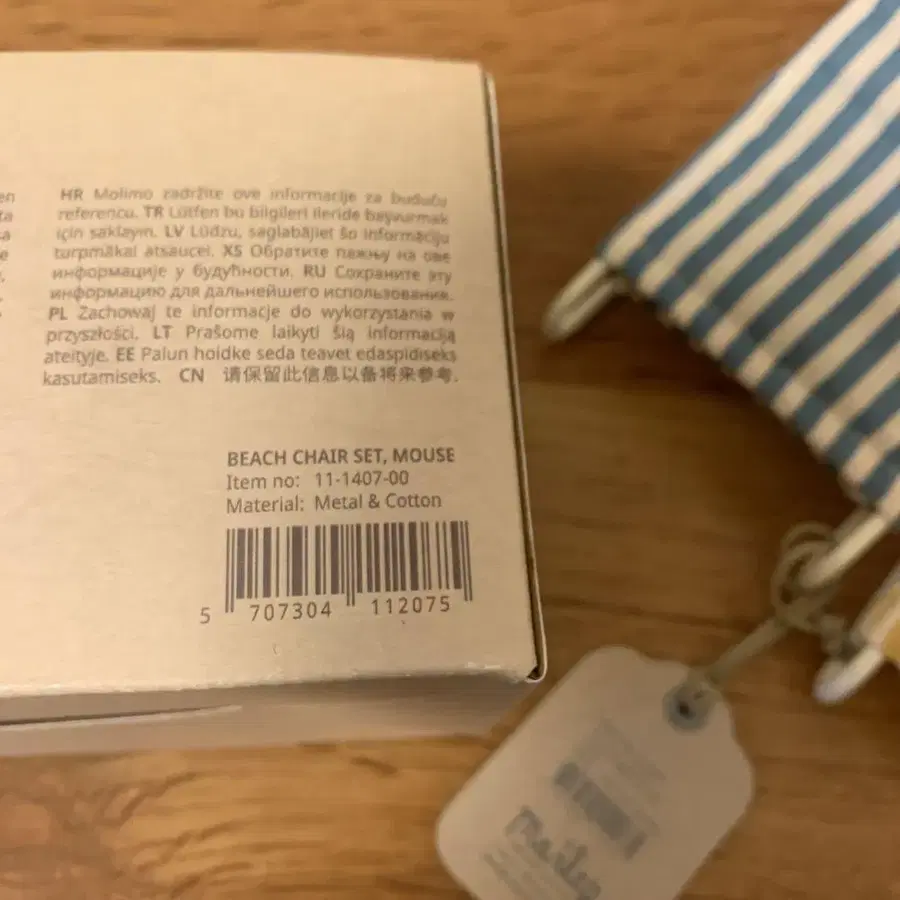 en
HR Molimo zadržite ove informacije za buduću
ta
referencu. TR Lütfen bu bilgileri ileride başvurmak
sa
için saklayın. LV Lūdzu, saglabājiet šo informāciju
e
turpmākai atsaucei. XS Обратите пажњу на ове
информације у будућности. RU Сохраните эту
информацию для дальнейшего использования.
PL Zachowaj te informacje do wykorzystania w
przyszłości. LT Prašome laikyti šią informaciją
ateityje. EE Palun hoidke seda teavet edaspidiseks
kasutamiseks. CN 请保留此信息以备将来参考.
BEACH CHAIR SET, MOUSE
Item no: 11-1407-00
Material: Metal & Cotton
5 707304 112075